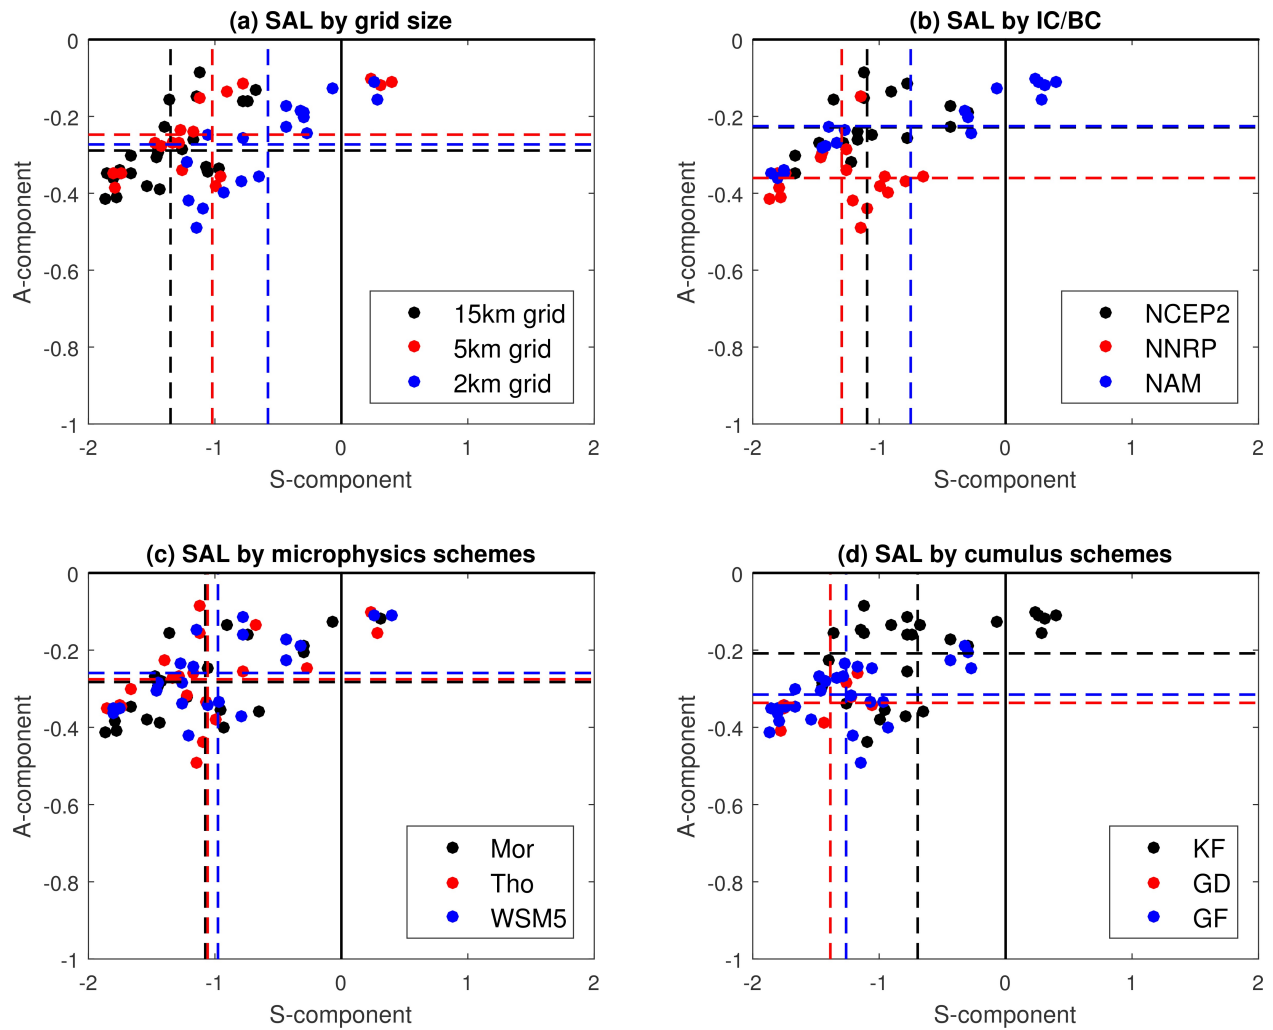 (a) SAL by grid size
0
-0.2
-0.4
-0.6
-0.8
-1
A-component
-2
-1
0
1
2
S-component
15km grid
5km grid
2km grid
(b) SAL by IC/BC
0
-0.2
-0.4
-0.6
-0.8
-1
A-component
-2
-1
0
1
2
S-component
NCEP2
NNRP
NAM
(c) SAL by microphysics schemes
0
-0.2
-0.4
-0.6
-0.8
-1
A-component
-2
-1
0
1
2
S-component
Mor
Tho
WSM5
(d) SAL by cumulus schemes
0
-0.2
-0.4
-0.6
-0.8
-1
A-component
-2
-1
0
1
2
S-component
KF
GD
GF